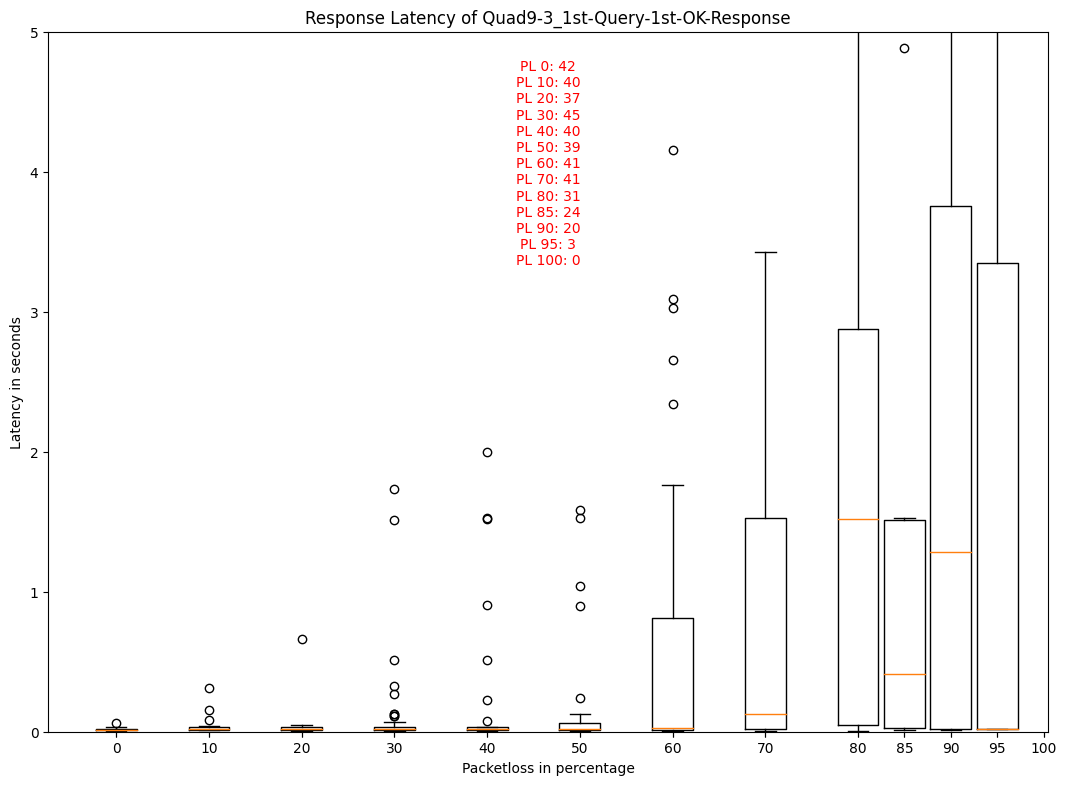 Response Latency of Quad9-3_1st-Query-1st-OK-Response
5
4
3
2
1
0
Latency in seconds
PL 0: 42
PL 10: 40
PL 20: 37
PL 30: 45
PL 40: 40
PL 50: 39
PL 60: 41
PL 70: 41
PL 80: 31
PL 85: 24
PL 90: 20
PL 95: 3
PL 100: 0
0 10 20 30 40 50 60 70 80 85 90 95 100
Packetloss in percentage